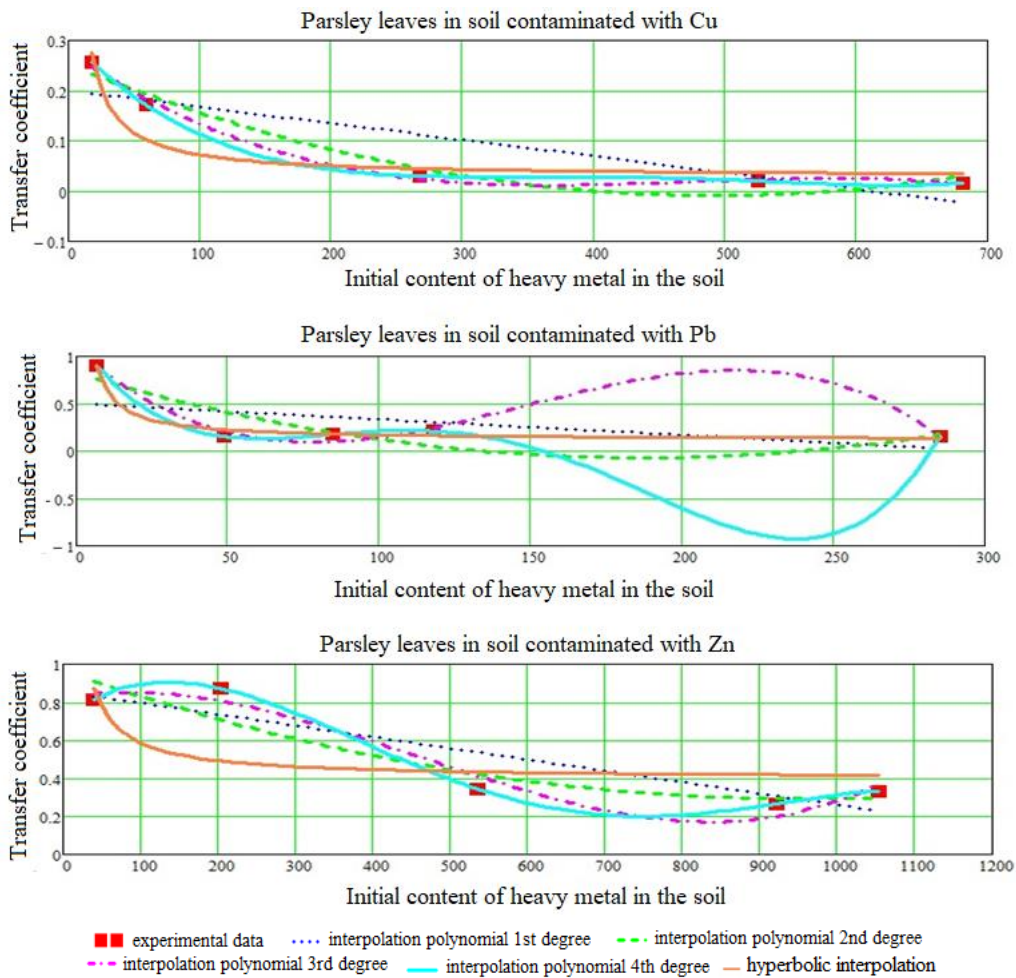 Parsley leaves in soil contaminated with Cu
Transfer coefficient
0.3
0.2
0.1
0
− 0.1
0 100 200 300 400 500 600 700
Initial content of heavy metal in the soil
Parsley leaves in soil contaminated with Pb
Transfer coefficient
1
0.5
0
- 0.5
− 1
0 50 100 150 200 250 300
Initial content of heavy metal in the soil
Parsley leaves in soil contaminated with Zn
Transfer coefficient
1
0.8
0.6
0.4
0.2
0
0 100 200 300 400 500 600 700 800 900 1000 1100 1200
Initial content of heavy metal in the soil
experimental data interpolation polynomial 1st degree interpolation polynomial 2nd degree
interpolation polynomial 3rd degree interpolation polynomial 4th degree hyperbolic interpolation